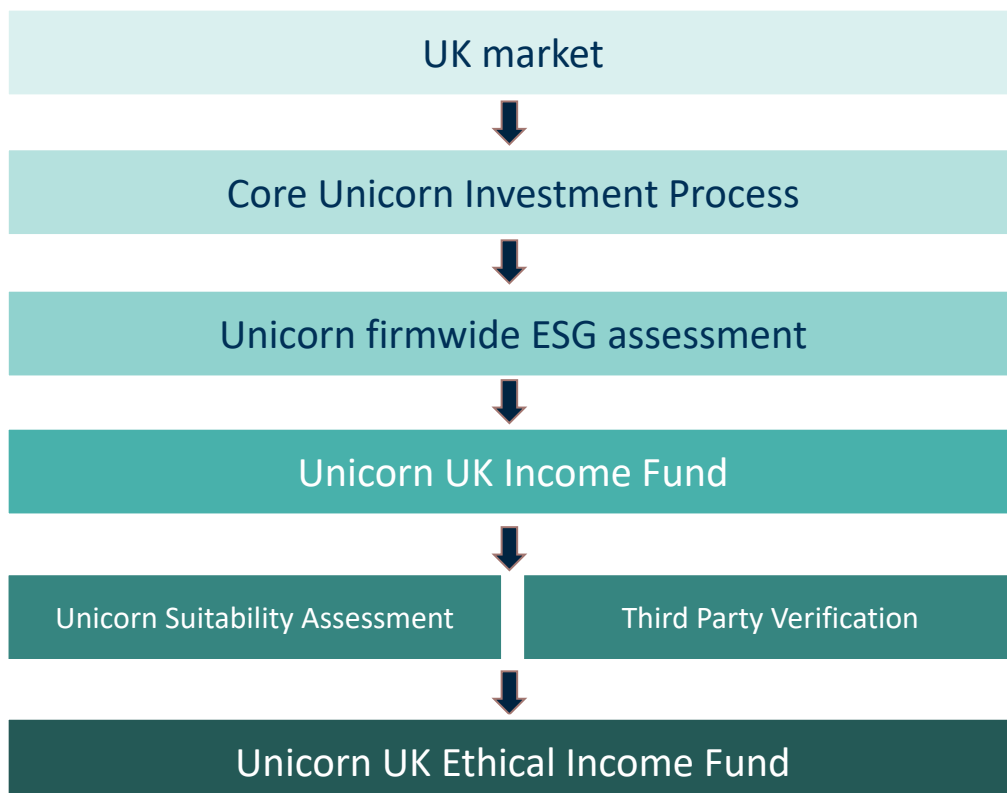 UK market
Core Unicorn Investment Process
Unicorn firmwide ESG assessment
Unicorn UK Income Fund
Unicorn Suitability Assessment
Third Party Verification
Unicorn UK Ethical Income Fund